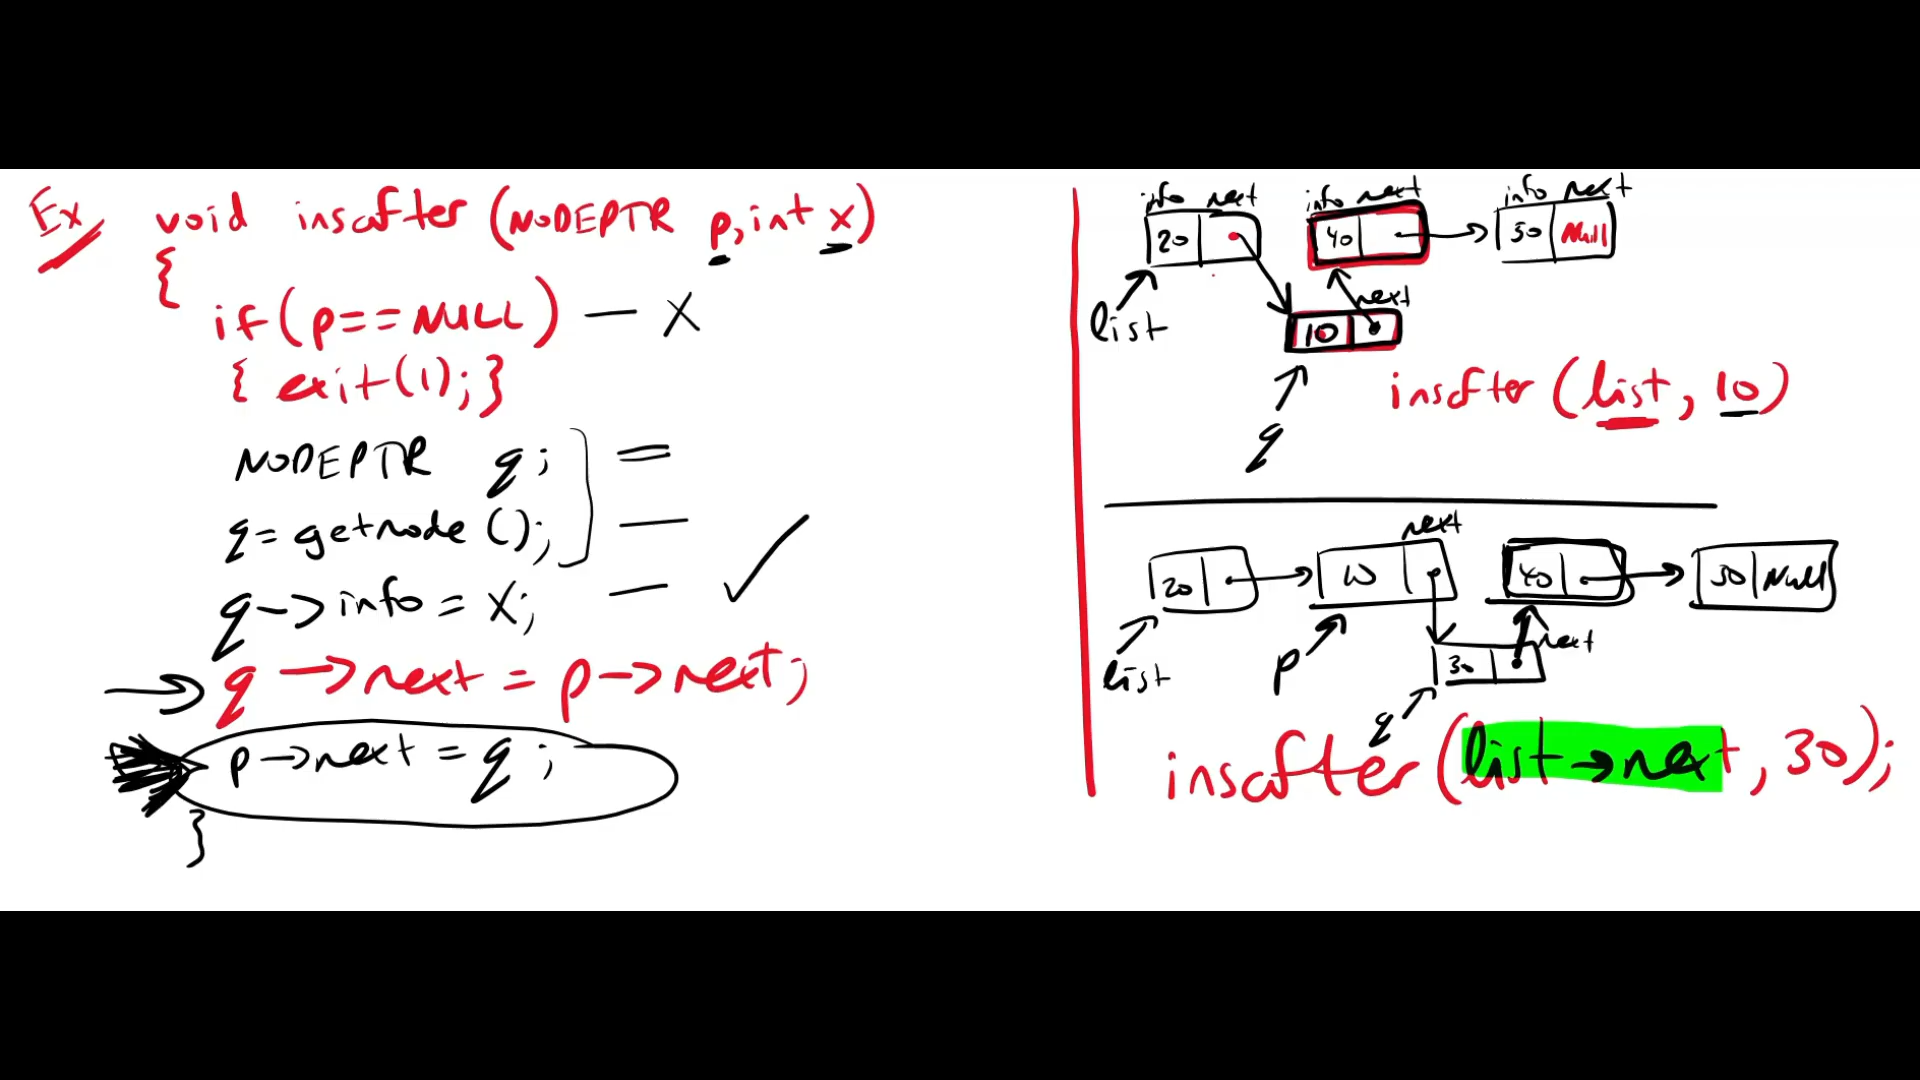 Ex void insafter (NODEPTR p, int x)
{
if (p==NULL) — X
{ exit(1); }
NODEPTR q;
q = getnode ();
q->info = x;
q->next = p->next;
p->next = q;
}
info next info next info next
20 40 30 Null
list next
10
insafter (list, 10)
q
next
20 10 40 30 Null
next
list p 30
q
insafter (list->next, 30);